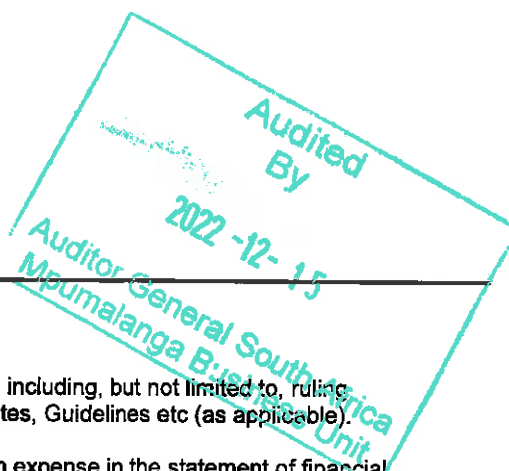 Audited
By
2022 -12- 15
Auditor General South Africa
Mpumalanga Business Unit
including, but not limited to, ruling
tes, Guidelines etc (as applicable).
expense in the statement of financial